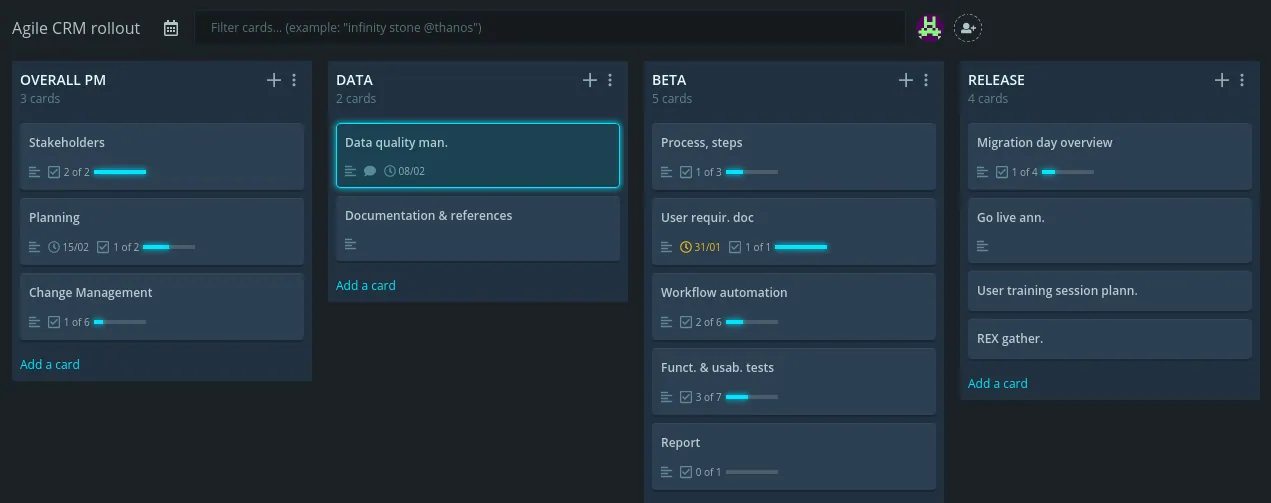 Agile CRM rollout
Filter cards... (example: "infinity stone @thanos")
OVERALL PM
3 cards
Stakeholders
2 of 2
Planning
15/02 1 of 2
Change Management
1 of 6
Add a card
DATA
2 cards
Data quality man.
08/02
Documentation & references
Add a card
BETA
5 cards
Process, steps
1 of 3
User requir. doc
31/01 1 of 1
Workflow automation
2 of 6
Funct. & usab. tests
3 of 7
Report
0 of 1
RELEASE
4 cards
Migration day overview
1 of 4
Go live ann.
User training session plann.
REX gather.
Add a card